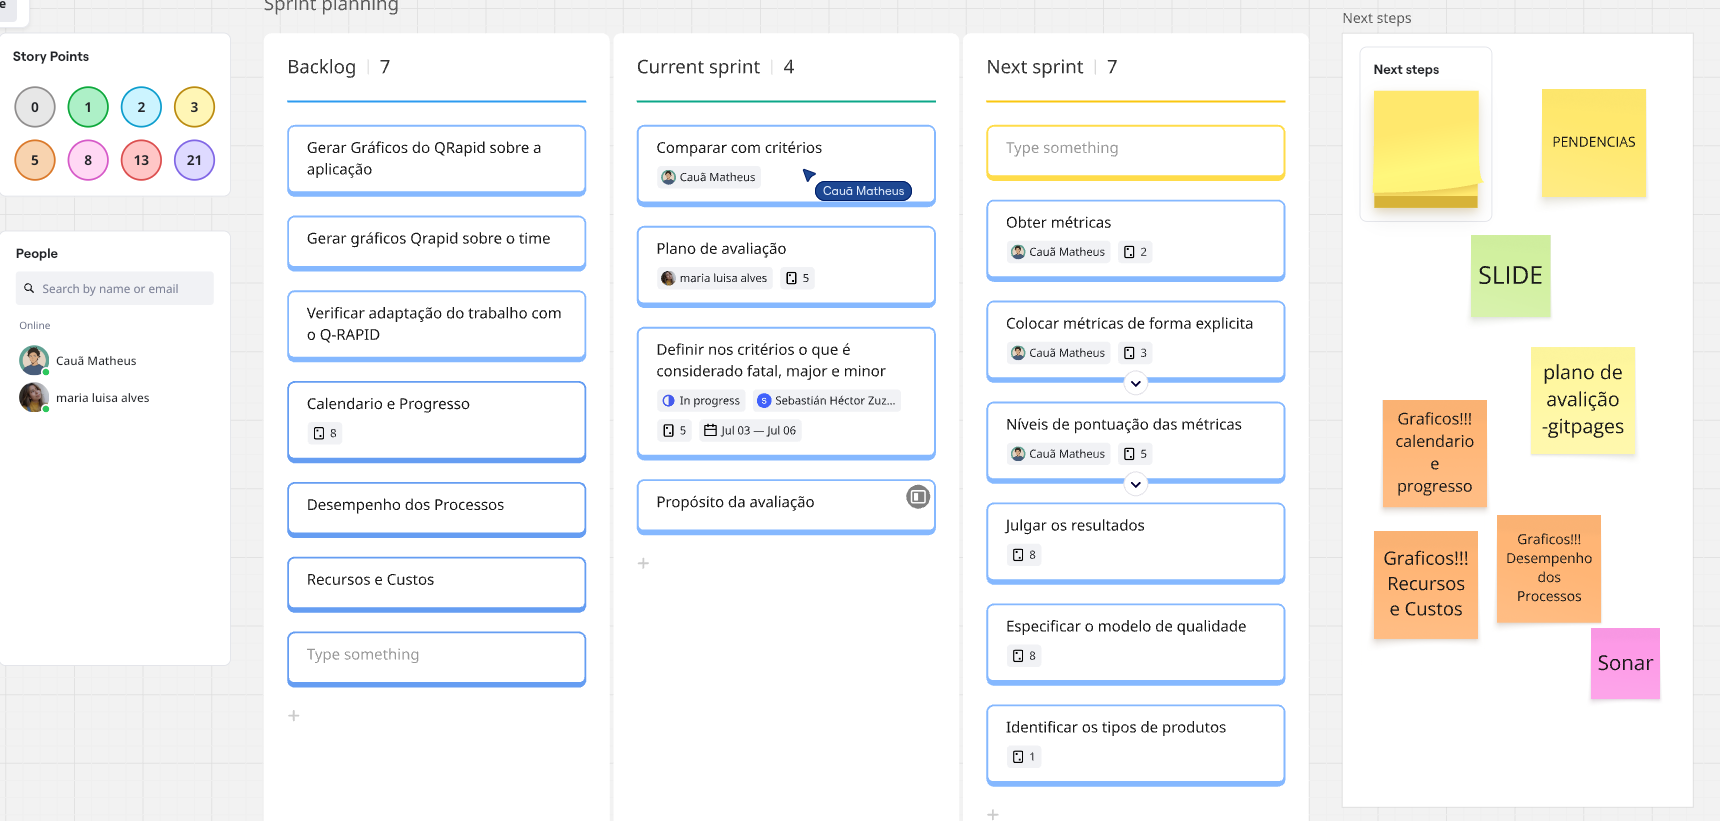 e
Sprint planning
Story Points
0
1
2
3
5
8
13
21
People
Search by name or email
Online
Cauã Matheus
maria luisa alves
Backlog 7
Gerar Gráficos do QRapid sobre a
aplicação
Gerar gráficos Qrapid sobre o time
Verificar adaptação do trabalho com
o Q-RAPID
Calendario e Progresso
8
Desempenho dos Processos
Recursos e Custos
Type something
Current sprint 4
Comparar com critérios
Cauã Matheus
Cauã Matheus
Plano de avaliação
maria luisa alves
5
Definir nos critérios o que é
considerado fatal, major e minor
In progress
S
Sebastián Héctor Zuz...
5
Jul 03 — Jul 06
Propósito da avaliação
Next sprint 7
Type something
Obter métricas
Cauã Matheus
2
Colocar métricas de forma explicita
Cauã Matheus
3
Níveis de pontuação das métricas
Cauã Matheus
5
Julgar os resultados
8
Especificar o modelo de qualidade
8
Identificar os tipos de produtos
1
Next steps
Next steps
PENDENCIAS
SLIDE
plano de
avalição
-gitpages
Graficos!!!
calendario
e
progresso
Graficos!!!
Recursos
e Custos
Graficos!!!
Desempenho
dos
Processos
Sonar